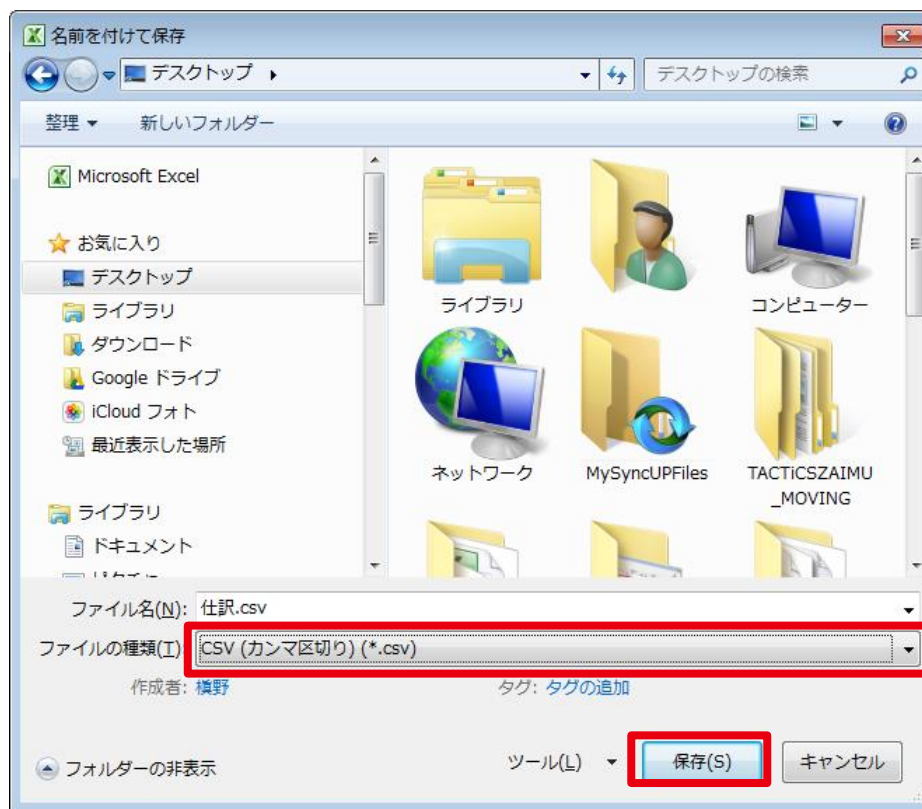 名前を付けて保存
デスクトップ
デスクトップの検索
整理
新しいフォルダー
Microsoft Excel
お気に入り
デスクトップ
ライブラリ
ダウンロード
Google ドライブ
iCloud フォト
最近表示した場所
ライブラリ
ドキュメント
ライブラリ
コンピューター
ネットワーク
MySyncUPFiles
TACTiCSZAIMU
_MOVING
ファイル名(N): 仕訳.csv
ファイルの種類(T): CSV (カンマ区切り) (*.csv)
作成者: 槇野
タグ: タグの追加
フォルダーの非表示
ツール(L)
保存(S)
キャンセル